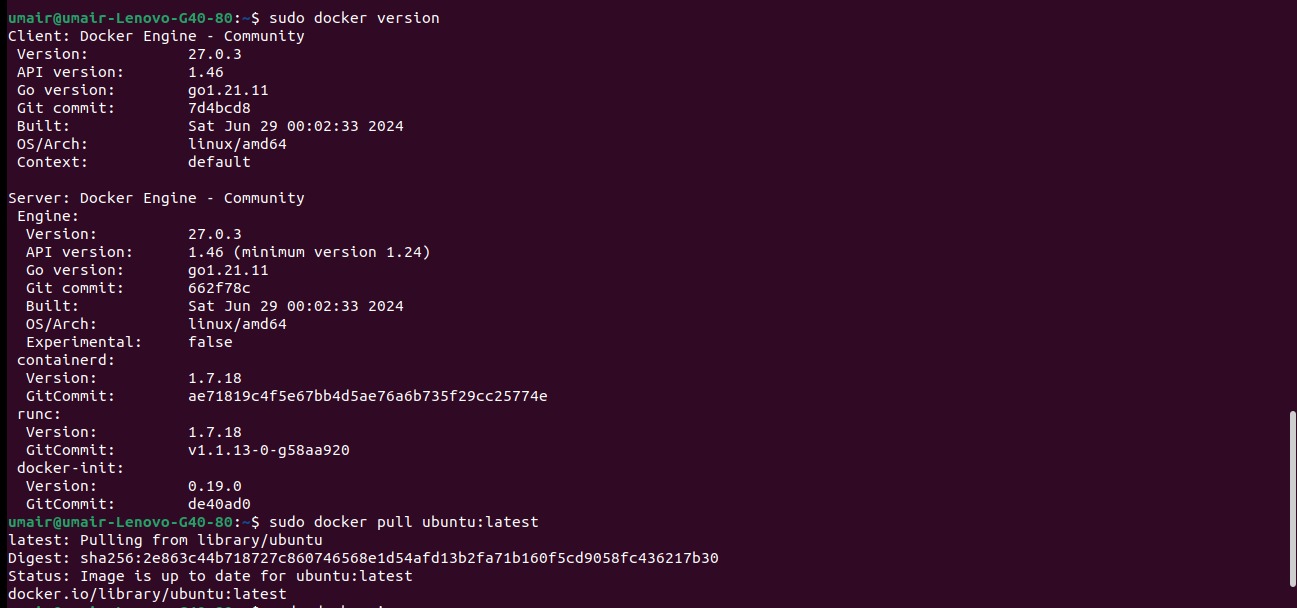 umair@umair-Lenovo-G40-80:~$ sudo docker version
Client: Docker Engine - Community
 Version:           27.0.3
 API version:       1.46
 Go version:        go1.21.11
 Git commit:        7d4bcd8
 Built:             Sat Jun 29 00:02:33 2024
 OS/Arch:           linux/amd64
 Context:           default

Server: Docker Engine - Community
 Engine:
  Version:          27.0.3
  API version:      1.46 (minimum version 1.24)
  Go version:       go1.21.11
  Git commit:       662f78c
  Built:            Sat Jun 29 00:02:33 2024
  OS/Arch:          linux/amd64
  Experimental:     false
 containerd:
  Version:          1.7.18
  GitCommit:        ae71819c4f5e67bb4d5ae76a6b735f29cc25774e
 runc:
  Version:          1.7.18
  GitCommit:        v1.1.13-0-g58aa920
 docker-init:
  Version:          0.19.0
  GitCommit:        de40ad0
umair@umair-Lenovo-G40-80:~$ sudo docker pull ubuntu:latest
latest: Pulling from library/ubuntu
Digest: sha256:2e863c44b718727c860746568e1d54afd13b2fa71b160f5cd9058fc436217b30
Status: Image is up to date for ubuntu:latest
docker.io/library/ubuntu:latest